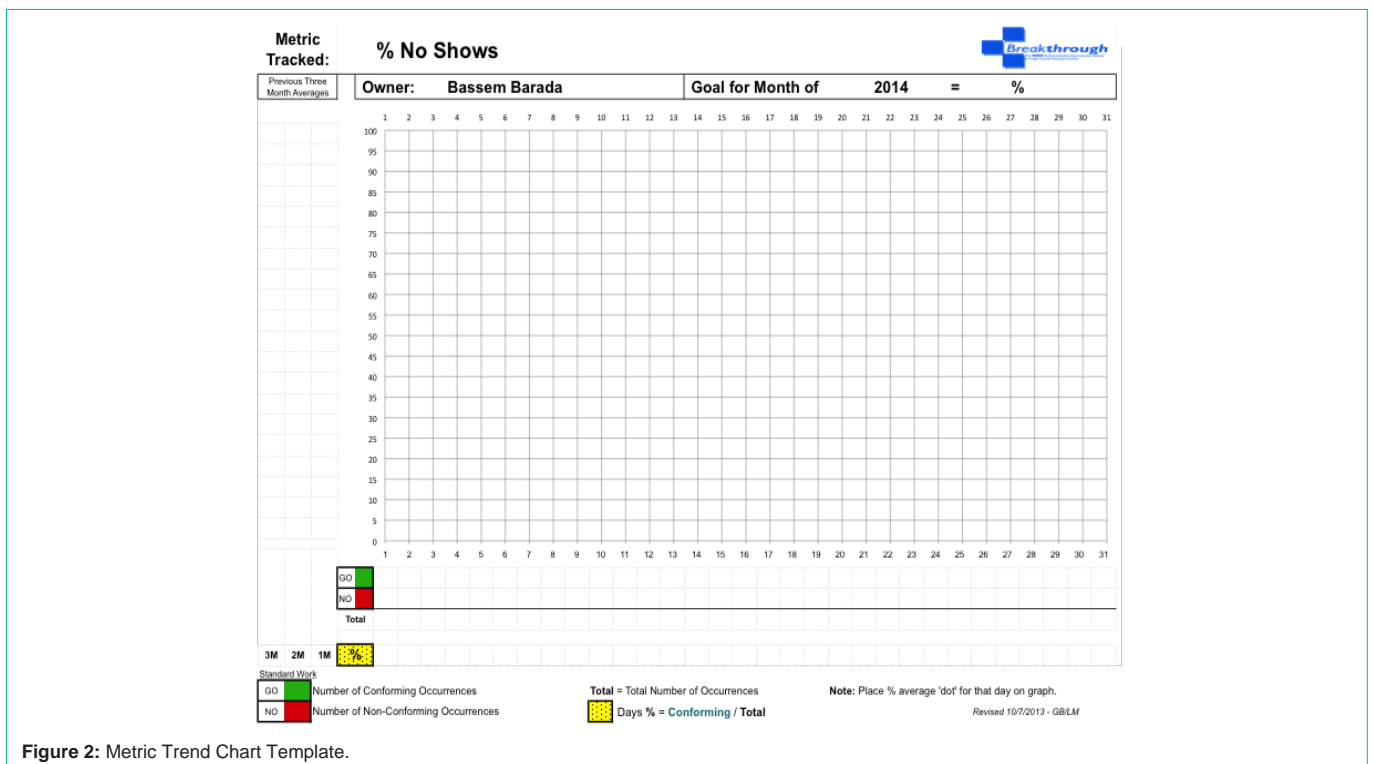 Metric
Tracked:
% No Shows
Breakthrough
Previous Three
Month Averages
Owner: Bassem Barada
Goal for Month of 2014 = %
1 2 3 4 5 6 7 8 9 10 11 12 13 14 15 16 17 18 19 20 21 22 23 24 25 26 27 28 29 30 31
100
95
90
85
80
75
70
65
60
55
50
45
40
35
30
25
20
15
10
5
0
1 2 3 4 5 6 7 8 9 10 11 12 13 14 15 16 17 18 19 20 21 22 23 24 25 26 27 28 29 30 31
GO
NO
Total
3M 2M 1M %
Standard Work
GO Number of Conforming Occurrences
NO Number of Non-Conforming Occurrences
Total = Total Number of Occurrences
Days % = Conforming / Total
Note: Place % average 'dot' for that day on graph.
Revised 10/7/2013 - GB/LM
Figure 2: Metric Trend Chart Template.